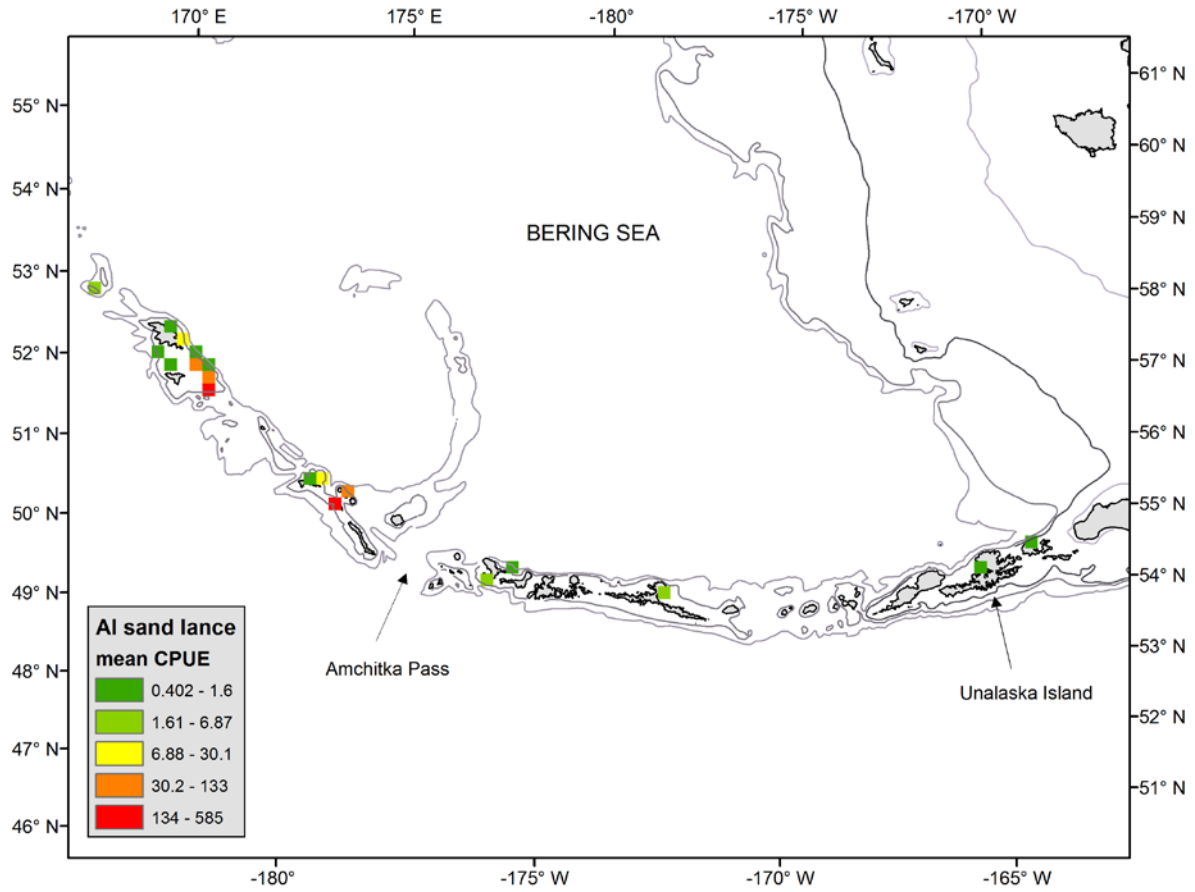 170° E 175° E -180° -175° W -170° W
55° N
54° N
53° N
52° N
51° N
50° N
49° N
48° N
47° N
46° N
61° N
60° N
59° N
58° N
57° N
56° N
55° N
54° N
53° N
52° N
51° N
BERING SEA
Amchitka Pass
Unalaska Island
AI sand lance
mean CPUE
0.402 - 1.6
1.61 - 6.87
6.88 - 30.1
30.2 - 133
134 - 585
-180° -175° W -170° W -165° W